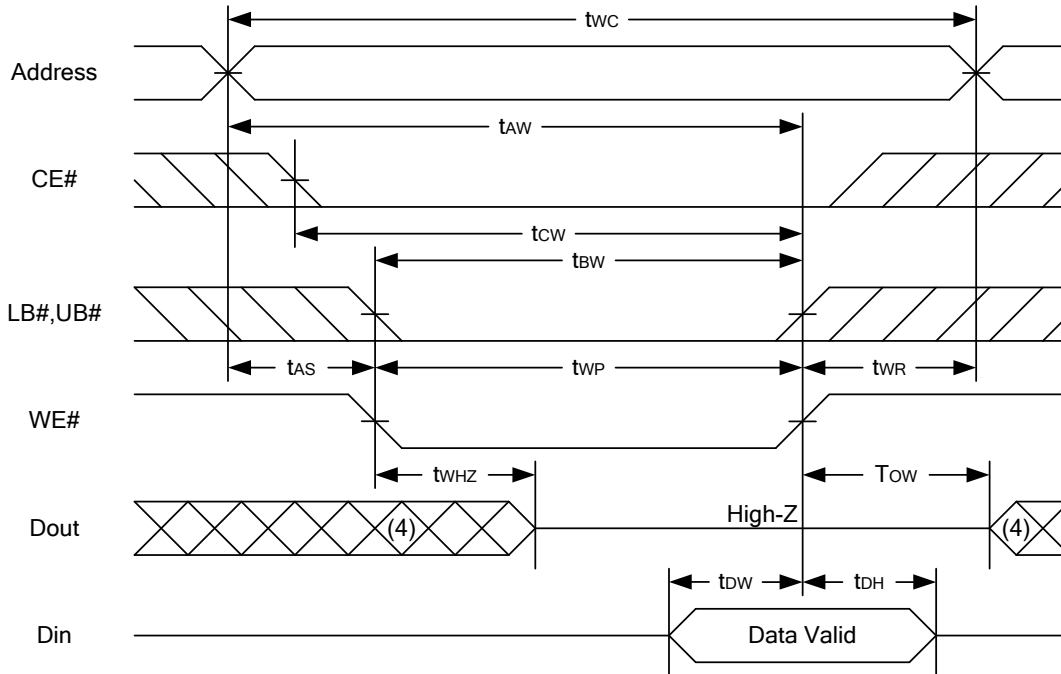 tWC
Address
tAW
CE#
tCW
tBW
LB#,UB#
tAS
tWP
tWR
WE#
tWHZ
TOW
Dout
(4)
High-Z
(4)
tDW
tDH
Din
Data Valid